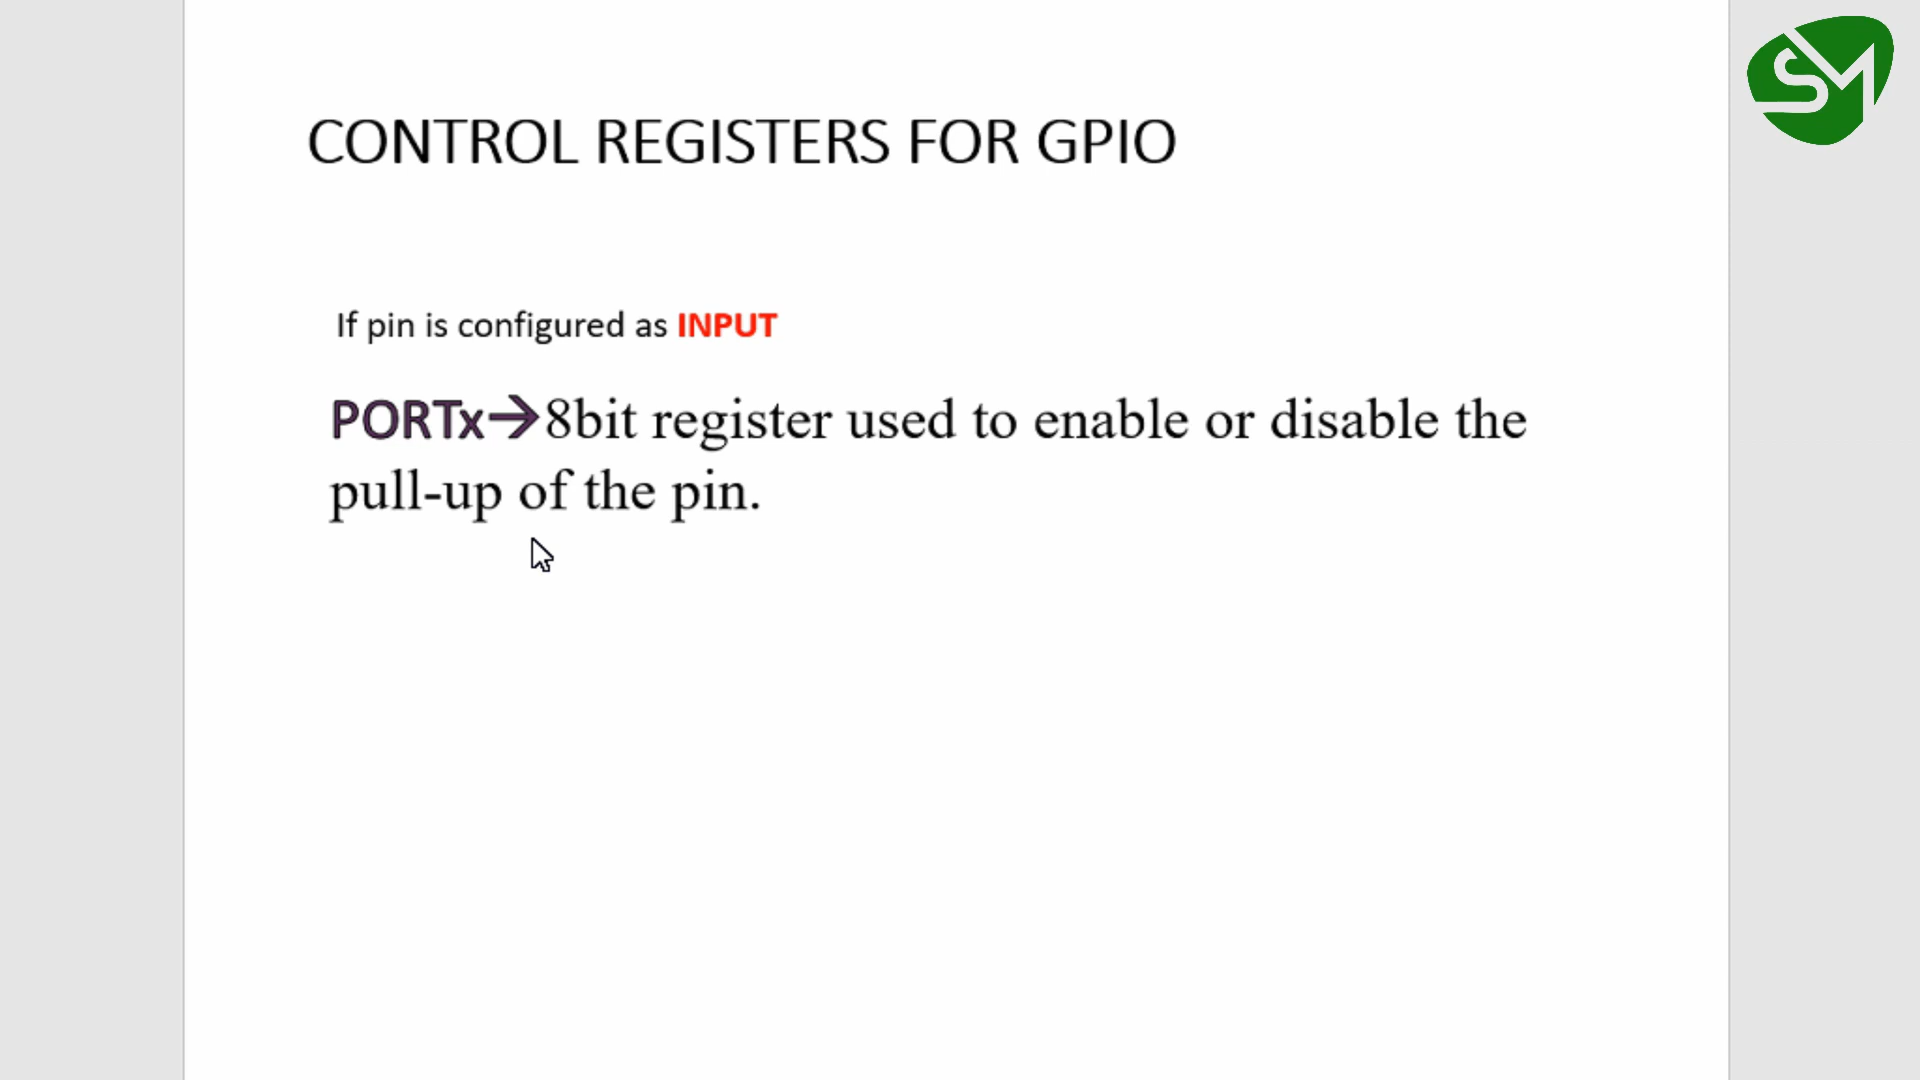 SM
CONTROL REGISTERS FOR GPIO
If pin is configured as INPUT
PORTx→8bit register used to enable or disable the
pull-up of the pin.